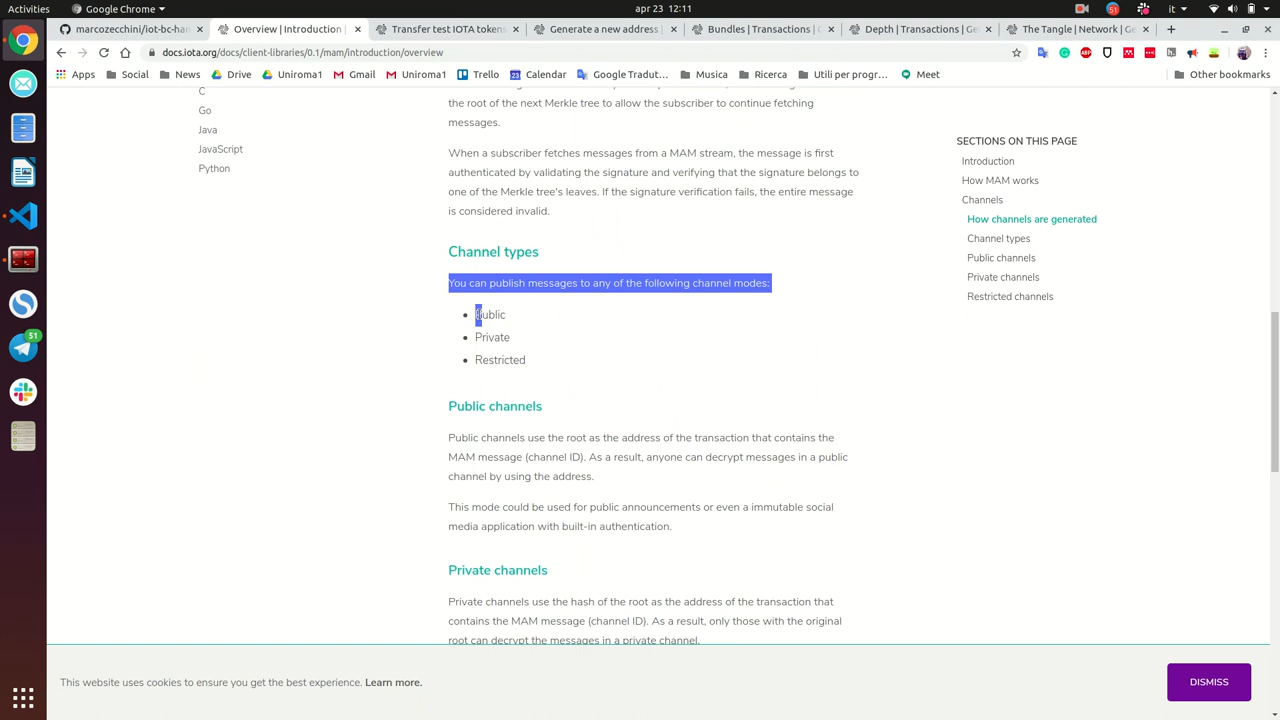 Activities
Google Chrome
apr 23 12:11
51
it
marcozecchini/iot-bc-han
Overview | Introduction |
Transfer test IOTA tokens
Generate a new address |
Bundles | Transactions | G
Depth | Transactions | Ge
The Tangle | Network | Ge
docs.iota.org/docs/client-libraries/0.1/mam/introduction/overview
Apps
Social
News
Drive
Uniroma1
Gmail
Uniroma1
Trello
Calendar
Google Tradut...
Musica
Ricerca
Utili per progr...
Meet
Other bookmarks
C
Go
Java
JavaScript
Python
the root of the next Merkle tree to allow the subscriber to continue fetching
messages.
When a subscriber fetches messages from a MAM stream, the message is first
authenticated by validating the signature and verifying that the signature belongs to
one of the Merkle tree's leaves. If the signature verification fails, the entire message
is considered invalid.
Channel types
You can publish messages to any of the following channel modes:
Public
Private
Restricted
Public channels
Public channels use the root as the address of the transaction that contains the
MAM message (channel ID). As a result, anyone can decrypt messages in a public
channel by using the address.
This mode could be used for public announcements or even a immutable social
media application with built-in authentication.
Private channels
Private channels use the hash of the root as the address of the transaction that
contains the MAM message (channel ID). As a result, only those with the original
root can decrypt the messages in a private channel.
SECTIONS ON THIS PAGE
Introduction
How MAM works
Channels
How channels are generated
Channel types
Public channels
Private channels
Restricted channels
51
This website uses cookies to ensure you get the best experience. Learn more.
DISMISS